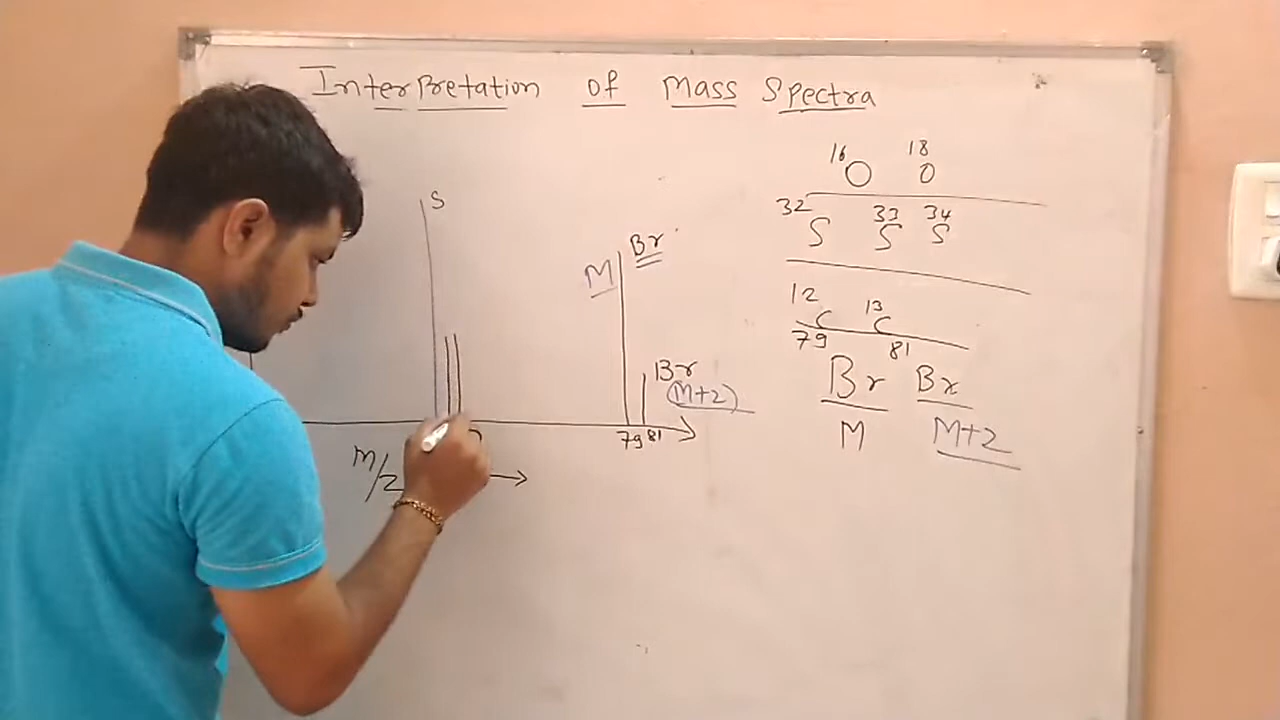 Interpretation of Mass Spectra
16O 18O
32S 33S 34S
12C 13C
79Br 81Br
M M+2
S
M Br
Br
(M+2)
79 81
m/z